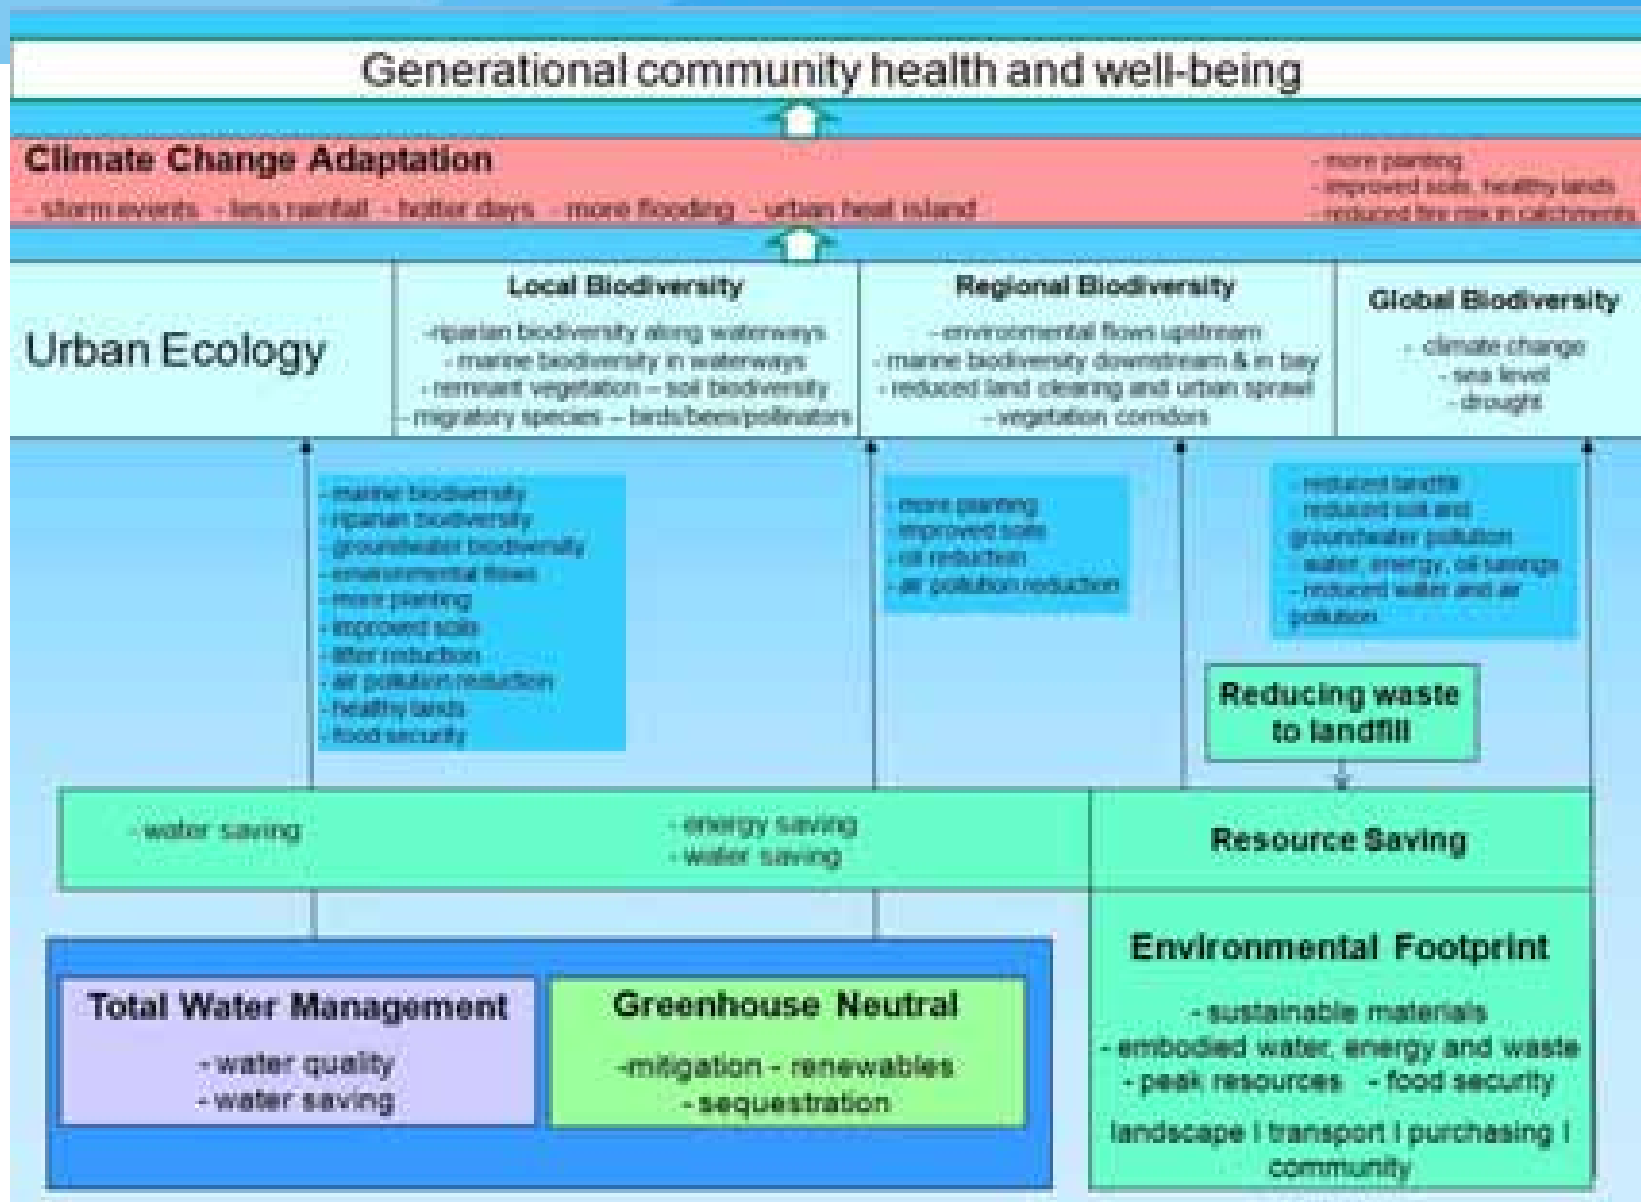 Generational community health and well-being
Climate Change Adaptation
- storm events - less rainfall - hotter days - more flooding - urban heat island
- more planting
- improved soils, healthy lands
- reduced fire risk in catchments
Urban Ecology
Local Biodiversity
-riparian biodiversity along waterways
- marine biodiversity in waterways
- remnant vegetation – soil biodiversity
- migratory species – birds/bees/pollinators
Regional Biodiversity
- environmental flows upstream
- marine biodiversity downstream & in bay
- reduced land clearing and urban sprawl
- vegetation corridors
Global Biodiversity
- climate change
- sea level
- drought
- marine biodiversity
- riparian biodiversity
- groundwater biodiversity
- environmental flows
- more planting
- improved soils
- litter reduction
- air pollution reduction
- healthy lands
- food security
- more planting
- improved soils
- oil reduction
- air pollution reduction
- reduced landfill
- reduced soil and
groundwater pollution
- water, energy, oil savings
- reduced water and air
pollution
Reducing waste
to landfill
- water saving
- energy saving
- water saving
Resource Saving
Total Water Management
- water quality
- water saving
Greenhouse Neutral
-mitigation - renewables
- sequestration
Environmental Footprint
- sustainable materials
- embodied water, energy and waste
- peak resources - food security
landscape I transport I purchasing I
community